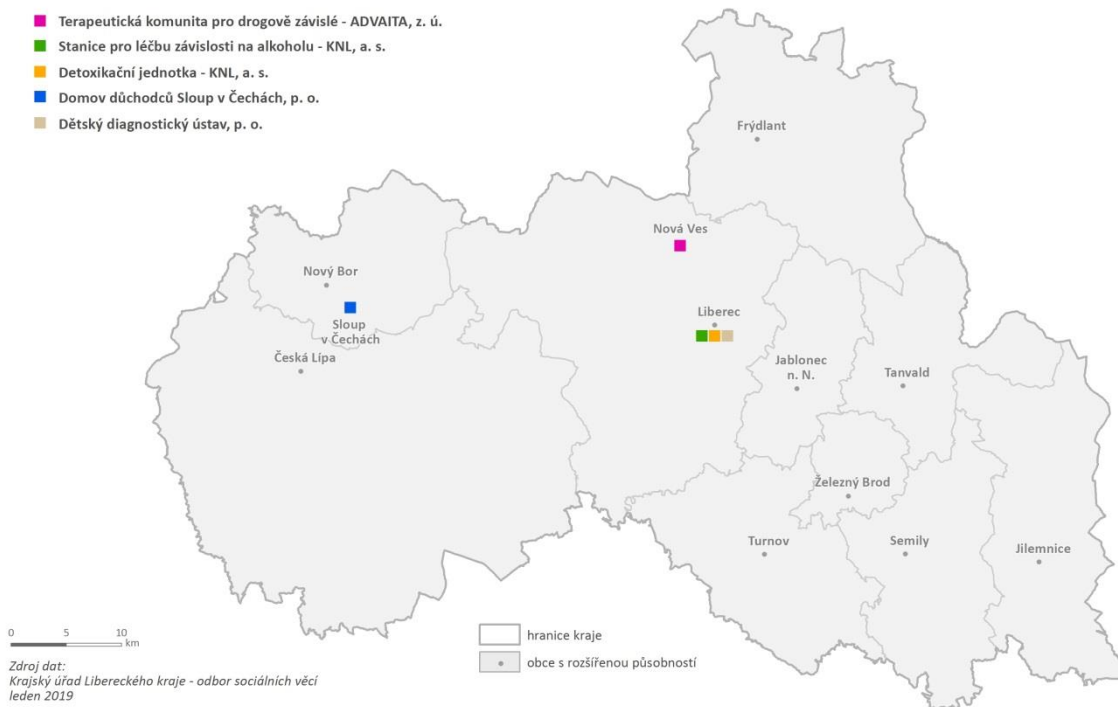 Terapeutická komunita pro drogově závislé - ADVAITA, z. ú.
Stanice pro léčbu závislosti na alkoholu - KNL, a. s.
Detoxikační jednotka - KNL, a. s.
Domov důchodců Sloup v Čechách, p. o.
Dětský diagnostický ústav, p. o.
Frýdlant
Nová Ves
Nový Bor
Liberec
Sloup
v Čechách
Česká Lípa
Jablonec
n. N.
Tanvald
Železný Brod
Turnov
Semily
Jilemnice
0 5 10
km
hranice kraje
obce s rozšířenou působností
Zdroj dat:
Krajský úřad Libereckého kraje - odbor sociálních věcí
leden 2019